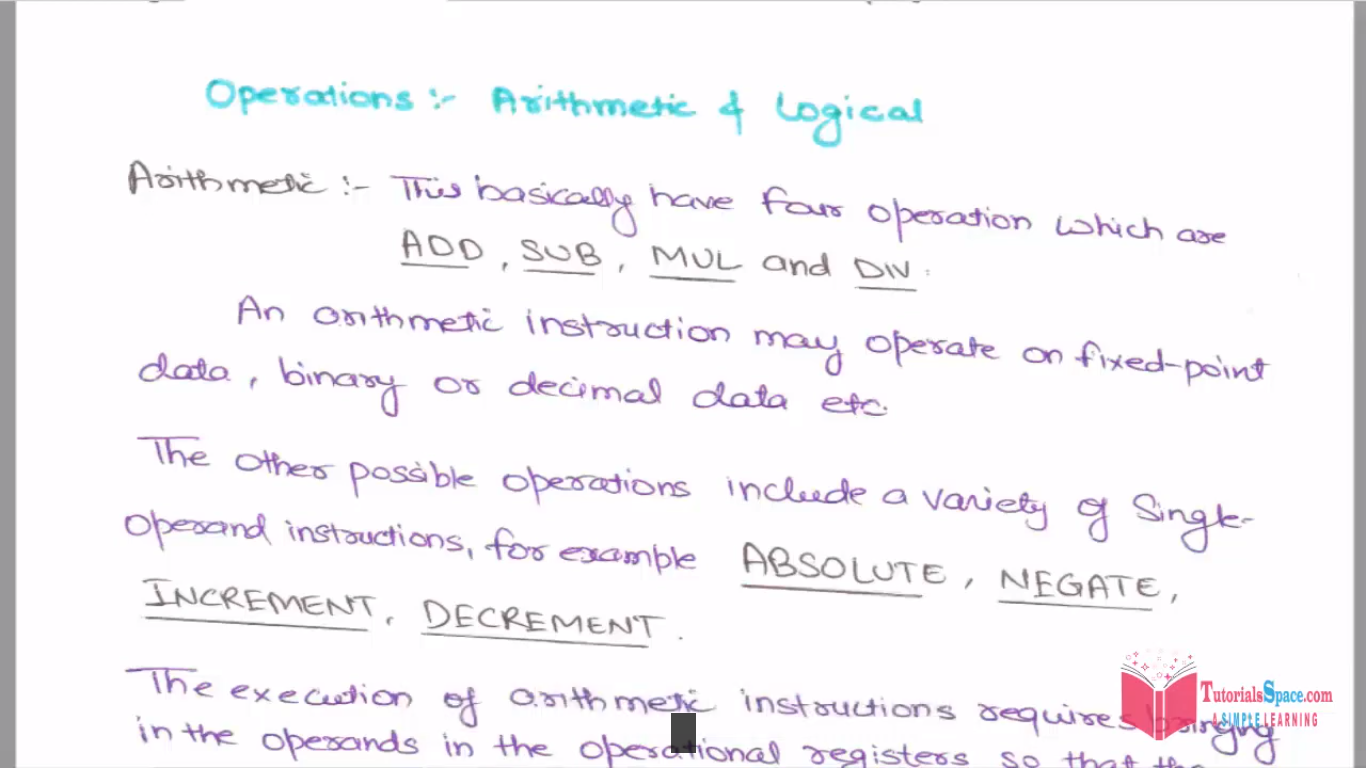 Operations :- Arithmetic & Logical
Arithmetic :- This basically have four operation which are
ADD, SUB, MUL and DIV.
An arithmetic instruction may operate on fixed-point
data, binary or decimal data etc.
The other possible operations include a variety of Single-
Operand instructions, for example ABSOLUTE, NEGATE,
INCREMENT, DECREMENT.
The execution of arithmetic instructions requires bringing
in the operands in the operational registers so that the
TutorialsSpace.com
A SIMPLE LEARNING